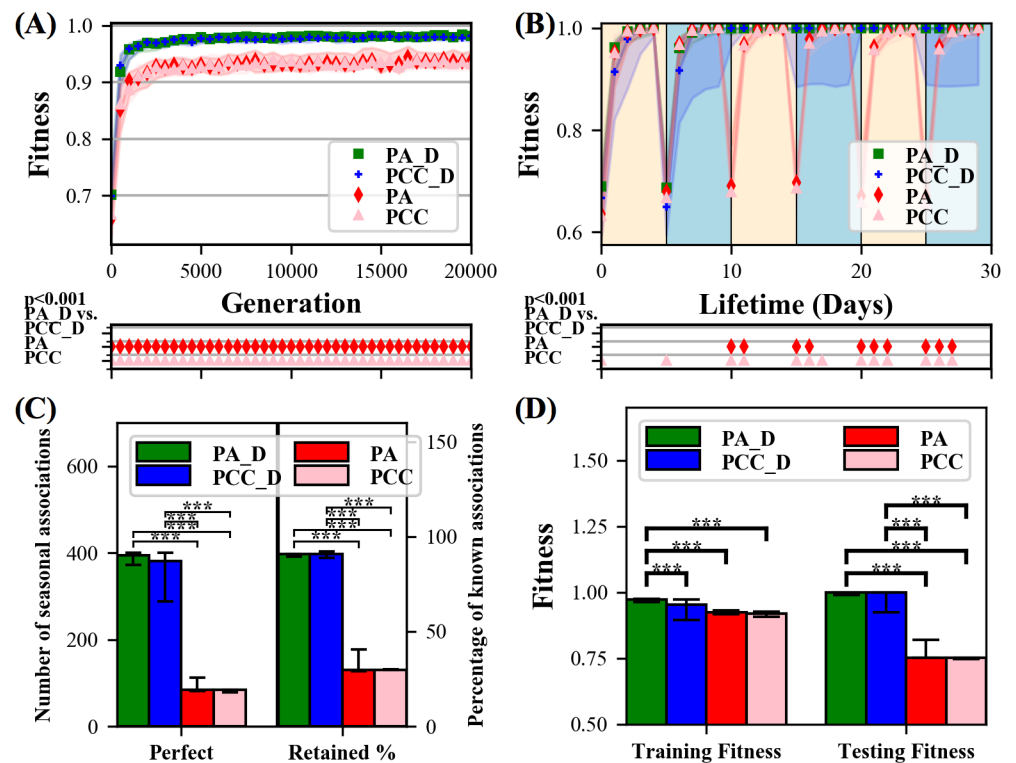 (A)
Fitness
1.0
0.9
0.8
0.7
PA_D
PCC_D
PA
PCC
0
5000
10000
15000
20000
Generation
p<0.001
PA_D vs.
PCC_D
PA
PCC
(B)
Fitness
1.0
0.8
0.6
PA_D
PCC_D
PA
PCC
0
10
20
30
Lifetime (Days)
p<0.001
PA_D vs.
PCC_D
PA
PCC
(C)
Number of seasonal associations
600
400
200
0
PA_D
PCC_D
PA
PCC
***
***
***
***
***
***
***
***
150
100
50
0
Percentage of known associations
Perfect
Retained %
(D)
Fitness
1.50
1.25
1.00
0.75
0.50
PA_D
PCC_D
PA
PCC
***
***
***
***
***
***
***
Training Fitness
Testing Fitness